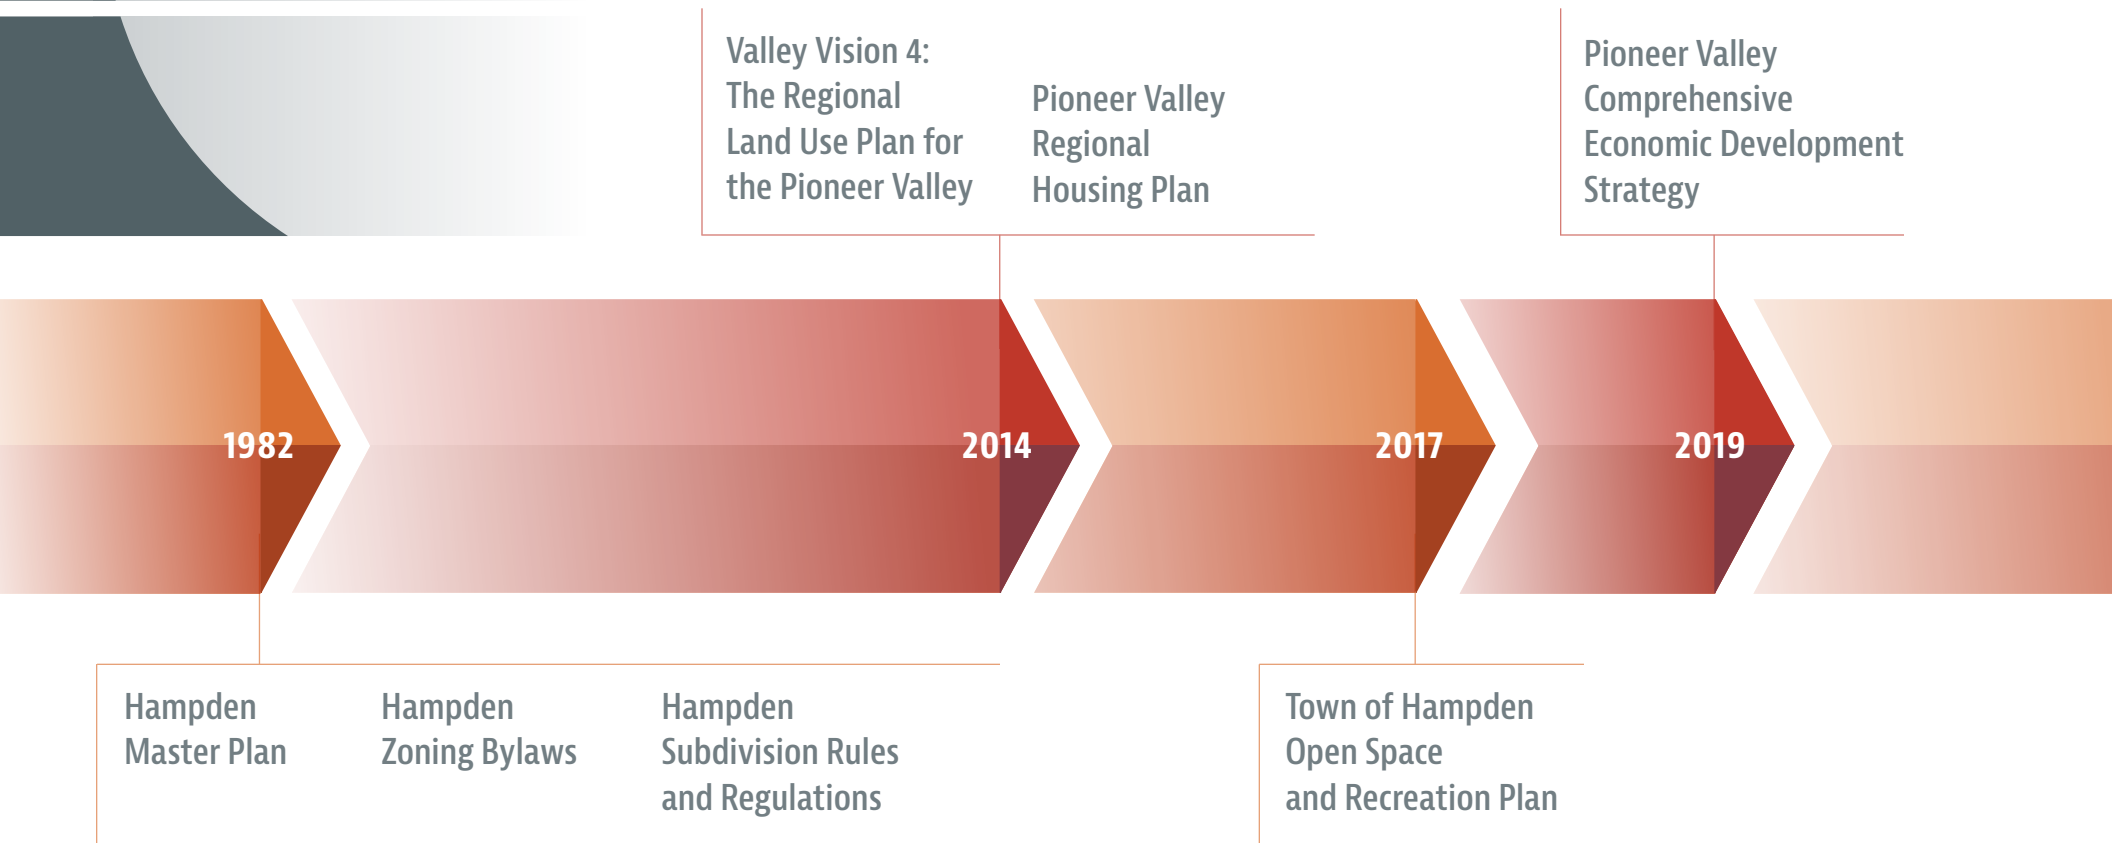 Valley Vision 4:
The Regional
Land Use Plan for
the Pioneer Valley
Pioneer Valley
Regional
Housing Plan
Pioneer Valley
Comprehensive
Economic Development
Strategy
1982
2014
2017
2019
Hampden
Master Plan
Hampden
Zoning Bylaws
Hampden
Subdivision Rules
and Regulations
Town of Hampden
Open Space
and Recreation Plan